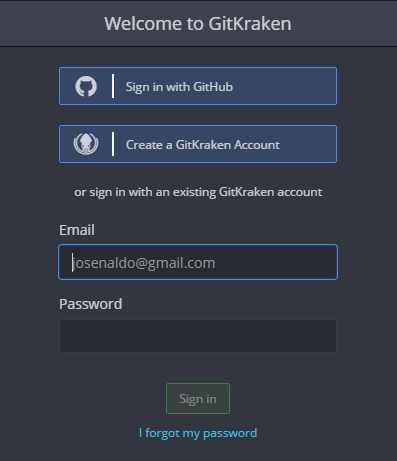 Welcome to GitKraken
Sign in with GitHub
Create a GitKraken Account
or sign in with an existing GitKraken account
Email
josenaldo@gmail.com
Password
Sign in
I forgot my password